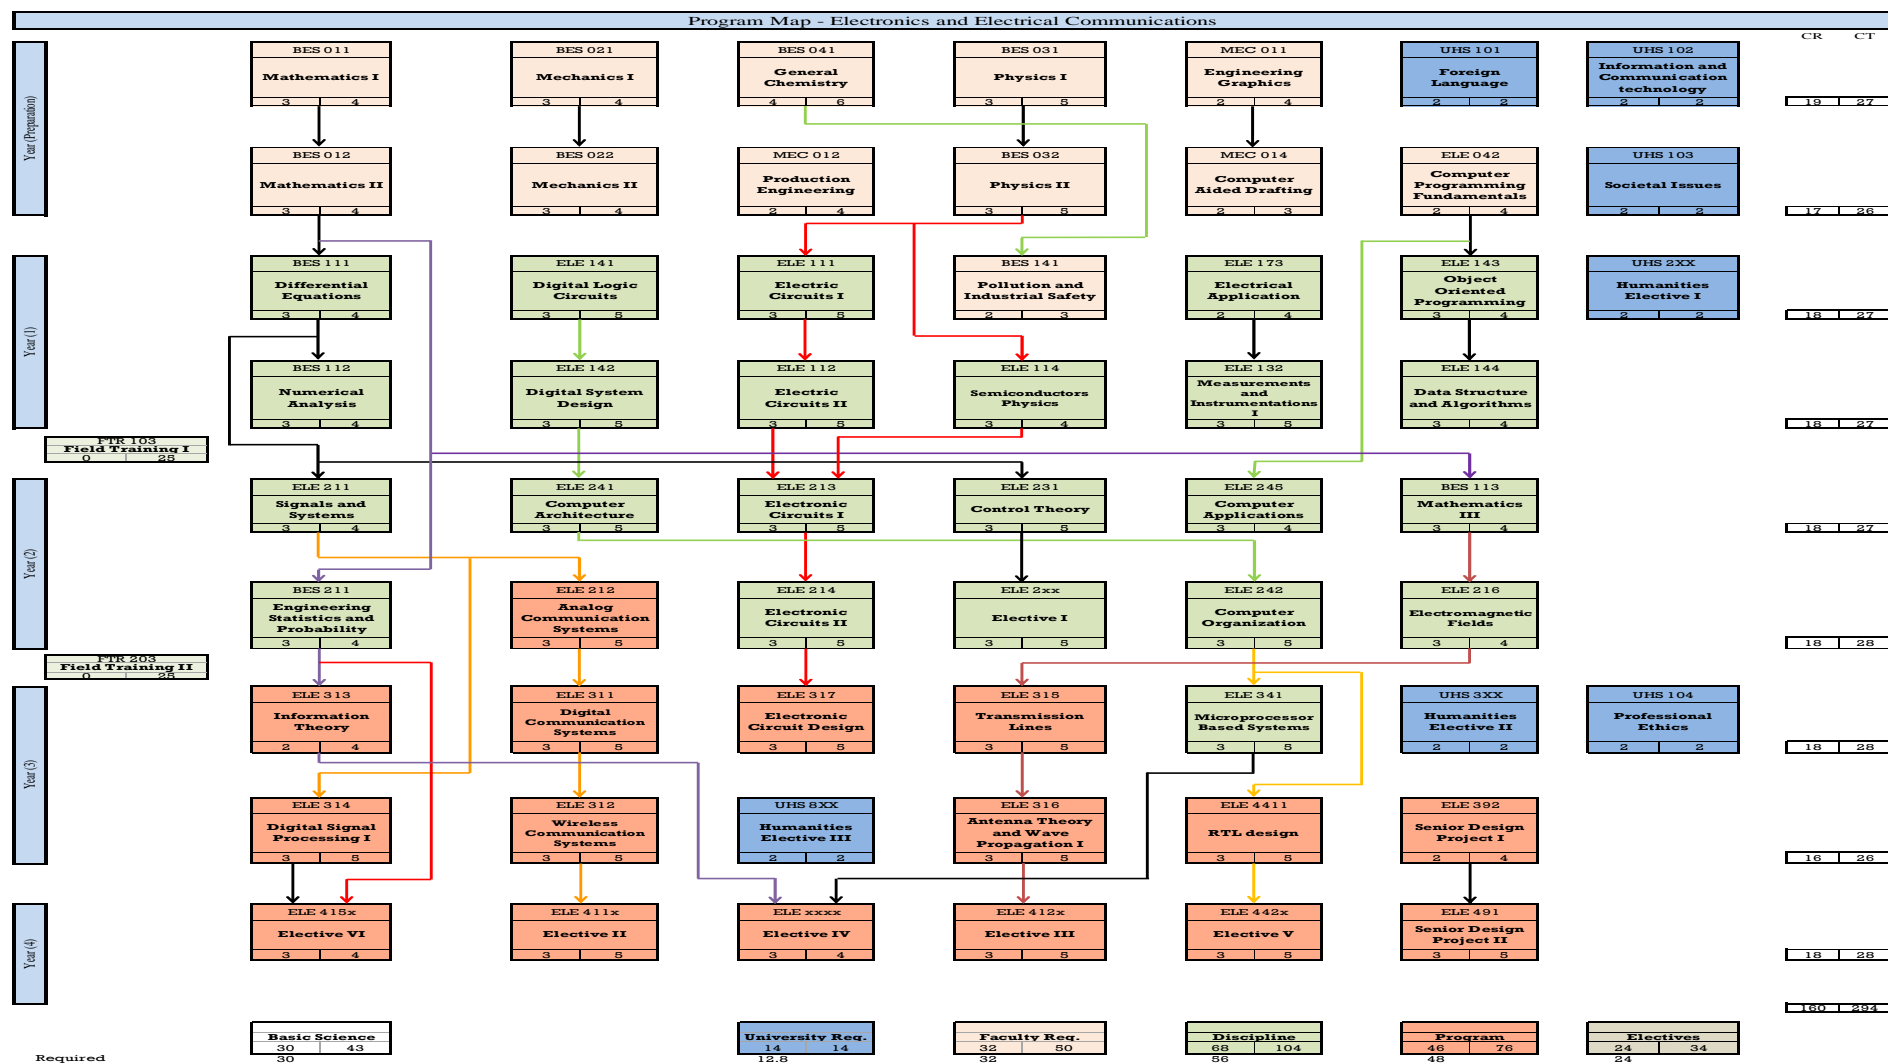 Program Map - Electronics and Electrical Communications
CR CT
Year (Preparation)
BES 011 BES 021 BES 041 BES 031 MEC 011 UHS 101 UHS 102
Mathematics I
Mechanics I
General
Chemistry
Physics I
Engineering
Graphics
Foreign
Language
Information and
Communication
technology
3 4 3 4 4 6 3 5 2 4 2 2 2 2 19 27
BES 012 BES 022 MEC 012 BES 032 MEC 014 ELE 042 UHS 103
Mathematics II
Mechanics II
Production
Engineering
Physics II
Computer
Aided Drafting
Computer
Programming
Fundamentals
Societal Issues
3 4 3 4 2 4 3 5 2 3 2 4 2 2 17 26
Year (1)
BES 111 ELE 141 ELE 111 BES 141 ELE 173 ELE 143 UHS 2XX
Differential
Equations
Digital Logic
Circuits
Electric
Circuits I
Pollution and
Industrial Safety
Electrical
Application
Object
Oriented
Programming
Humanities
Elective I
3 4 3 5 3 5 2 3 2 4 3 4 2 2 18 27
BES 112 ELE 142 ELE 112 ELE 114 ELE 132 ELE 144
Numerical
Analysis
Digital System
Design
Electric
Circuits II
Semiconductors
Physics
Measurements
and
Instrumentations
I
Data Structure
and Algorithms
3 4 3 5 3 5 3 4 3 5 3 4 18 27
FTR 103
Field Training I
0 25
Year (2)
ELE 211 ELE 241 ELE 213 ELE 231 ELE 245 BES 113
Signals and
Systems
Computer
Architecture
Electronic
Circuits I
Control Theory
Computer
Applications
Mathematics
III
3 4 3 5 3 5 3 5 3 4 3 4 18 27
BES 211 ELE 212 ELE 214 ELE 2xx ELE 242 ELE 216
Engineering
Statistics and
Probability
Analog
Communication
Systems
Electronic
Circuits II
Elective I
Computer
Organization
Electromagnetic
Fields
3 4 3 5 3 5 3 5 3 5 3 4 18 28
FTR 203
Field Training II
0 25
Year (3)
ELE 313 ELE 311 ELE 317 ELE 315 ELE 341 UHS 3XX UHS 104
Information
Theory
Digital
Communication
Systems
Electronic
Circuit Design
Transmission
Lines
Microprocessor
Based Systems
Humanities
Elective II
Professional
Ethics
2 4 3 5 3 5 3 5 3 5 2 2 2 2 18 28
ELE 314 ELE 312 UHS 8XX ELE 316 ELE 4411 ELE 392
Digital Signal
Processing I
Wireless
Communication
Systems
Humanities
Elective III
Antenna Theory
and Wave
Propagation I
RTL design
Senior Design
Project I
3 5 3 5 2 2 3 5 3 5 2 4 16 26
Year (4)
ELE 415x ELE 411x ELE xxxx ELE 412x ELE 442x ELE 491
Elective VI
Elective II
Elective IV
Elective III
Elective V
Senior Design
Project II
3 4 3 5 3 4 3 5 3 5 3 5 18 28
160 294
Basic Science University Req. Faculty Req. Discipline Program Electives
30 43 14 14 32 50 68 104 46 76 24 34
Required 30 12.8 32 56 48 24